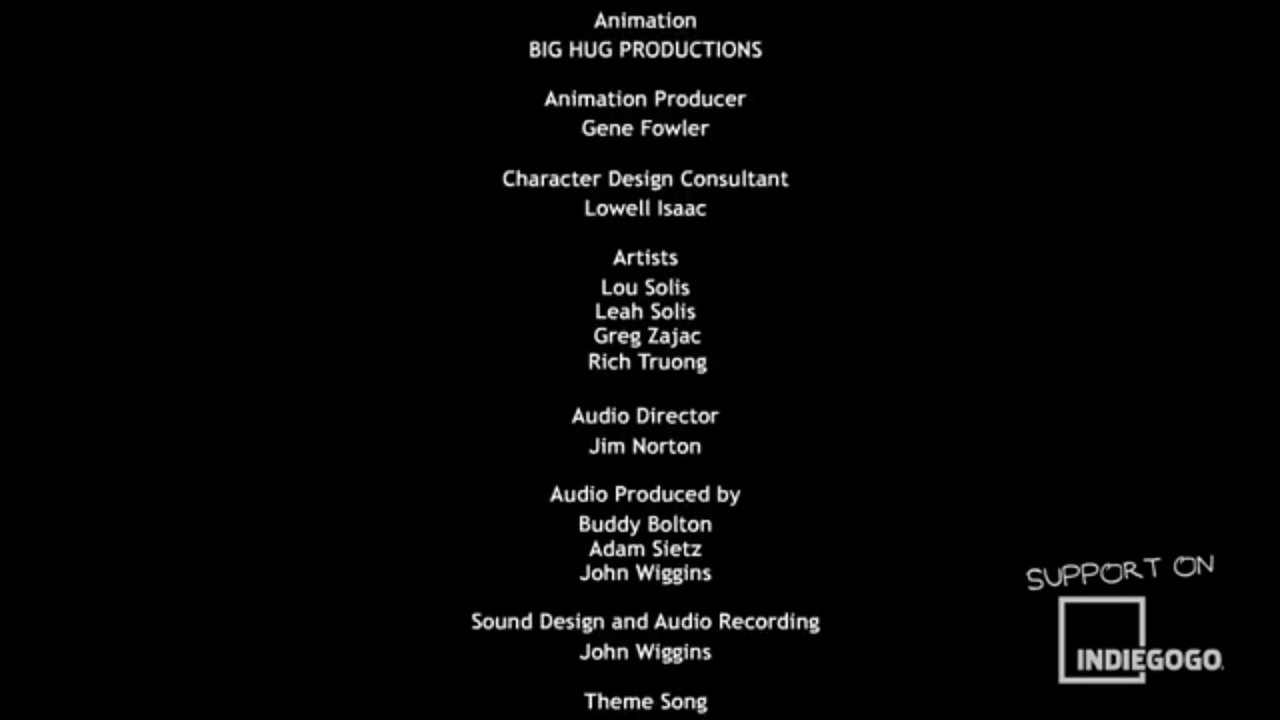 Animation
BIG HUG PRODUCTIONS
Animation Producer
Gene Fowler
Character Design Consultant
Lowell Isaac
Artists
Lou Solis
Leah Solis
Greg Zajac
Rich Truong
Audio Director
Jim Norton
Audio Produced by
Buddy Bolton
Adam Sietz
John Wiggins
Sound Design and Audio Recording
John Wiggins
Theme Song
SUPPORT ON
INDIEGOGO